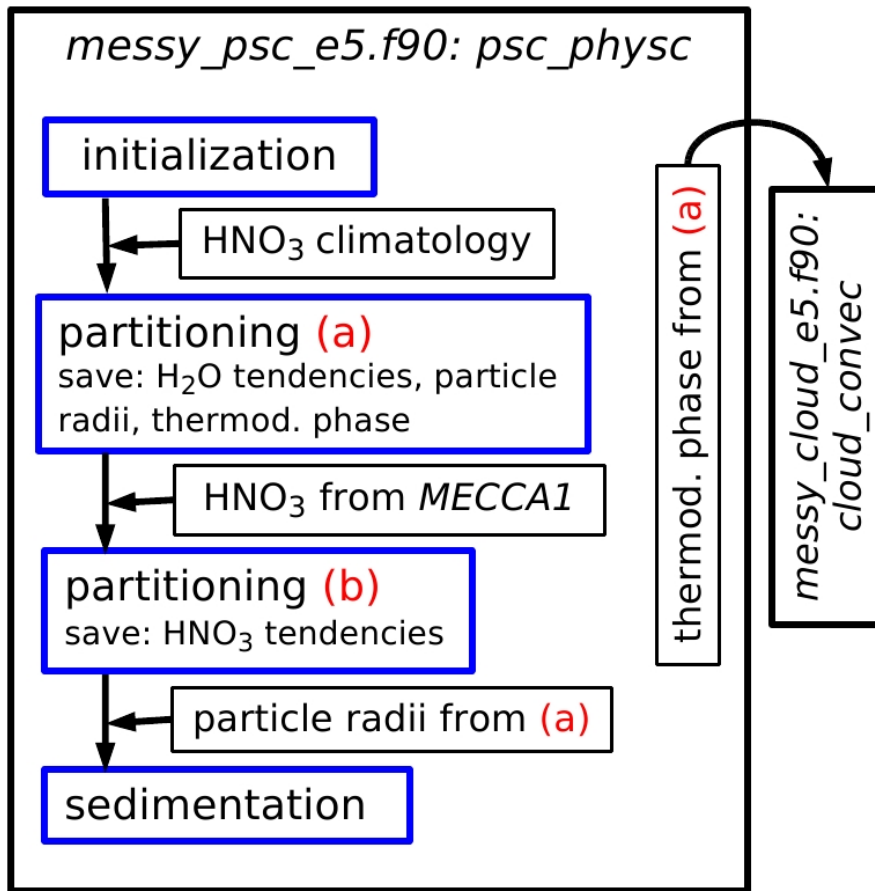 messy_psc_e5.f90: psc_physc
initialization
HNO₃ climatology
partitioning (a)
save: H₂O tendencies, particle
radii, thermod. phase
HNO₃ from MECCA1
partitioning (b)
save: HNO₃ tendencies
particle radii from (a)
sedimentation
thermod. phase from (a)
messy_cloud_e5.f90:
cloud_convec